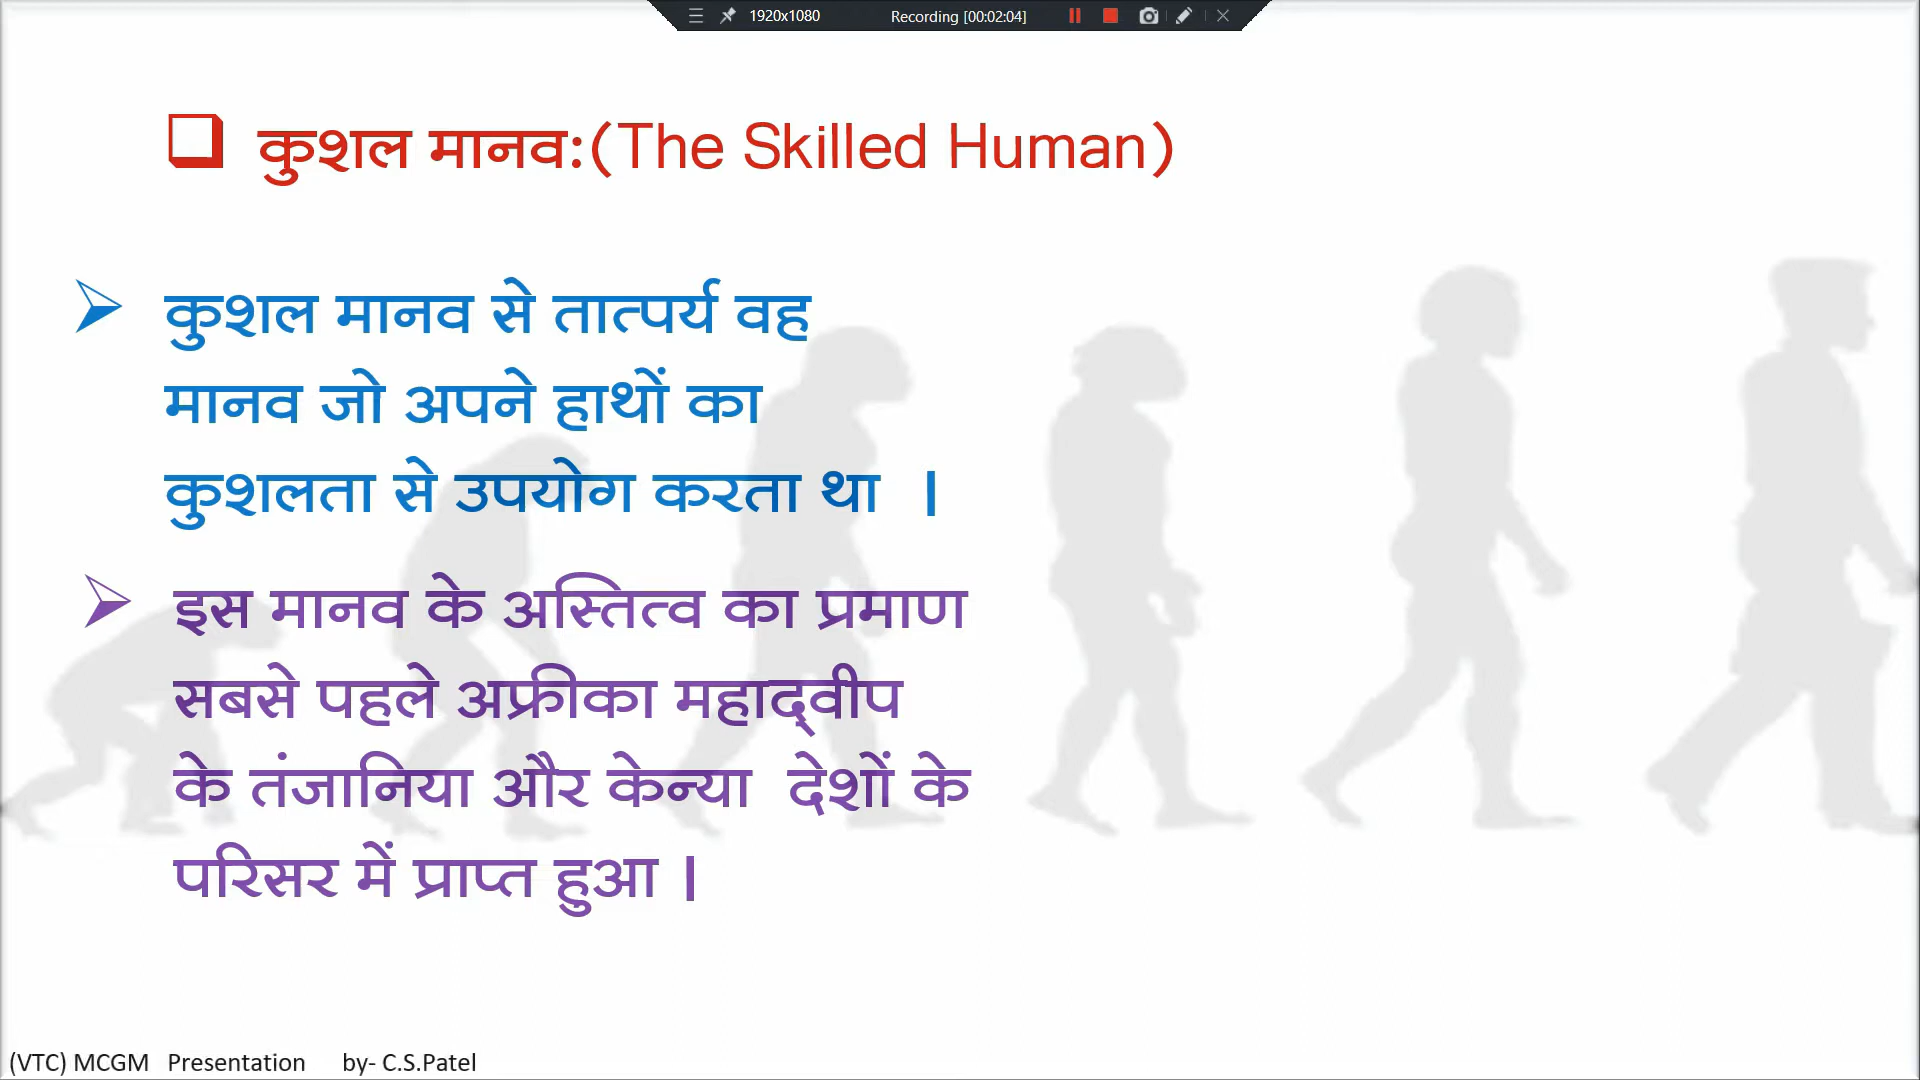 1920x1080 Recording [00:02:04]
कुशल मानव:(The Skilled Human)
कुशल मानव से तात्पर्य वह
मानव जो अपने हाथों का
कुशलता से उपयोग करता था ।
इस मानव के अस्तित्व का प्रमाण
सबसे पहले अफ्रीका महाद्वीप
के तंजानिया और केन्या देशों के
परिसर में प्राप्त हुआ ।
(VTC) MCGM Presentation by- C.S.Patel